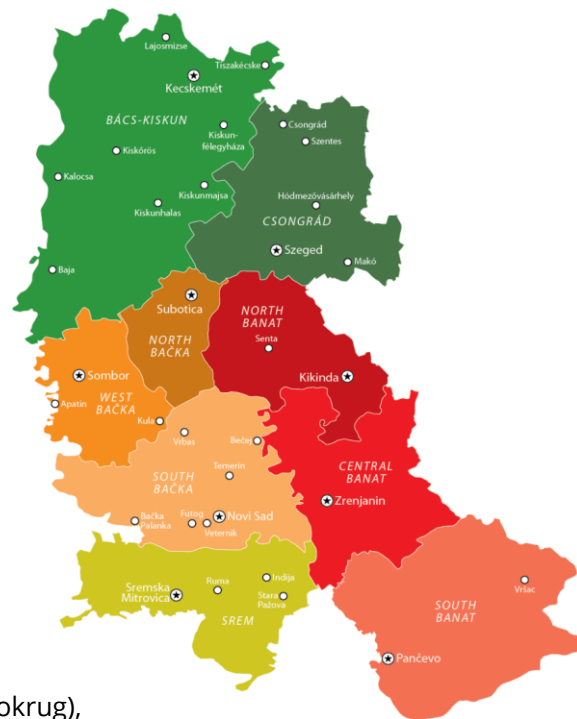 Lajosmizse
Tiszakécske
Kecskemét
BÁCS-KISKUN
Csongrád
Kiskun-
félegyháza
Szentes
Kiskőrös
Kalocsa
Kiskunmajsa
Hódmezővásárhely
Kiskunhalas
CSONGRÁD
Szeged
Makó
Baja
Subotica
NORTH
BANAT
NORTH
BAČKA
Senta
Sombor
Kikinda
WEST
BAČKA
Apatin
Kula
Vrbas
Bečej
SOUTH
BAČKA
Temerin
CENTRAL
BANAT
Zrenjanin
Bačka
Palanka
Futog
Novi Sad
Veternik
Sremska
Mitrovica
Ruma
Inđija
Stara
Pažova
SREM
Vršac
SOUTH
BANAT
Pančevo
okrug),